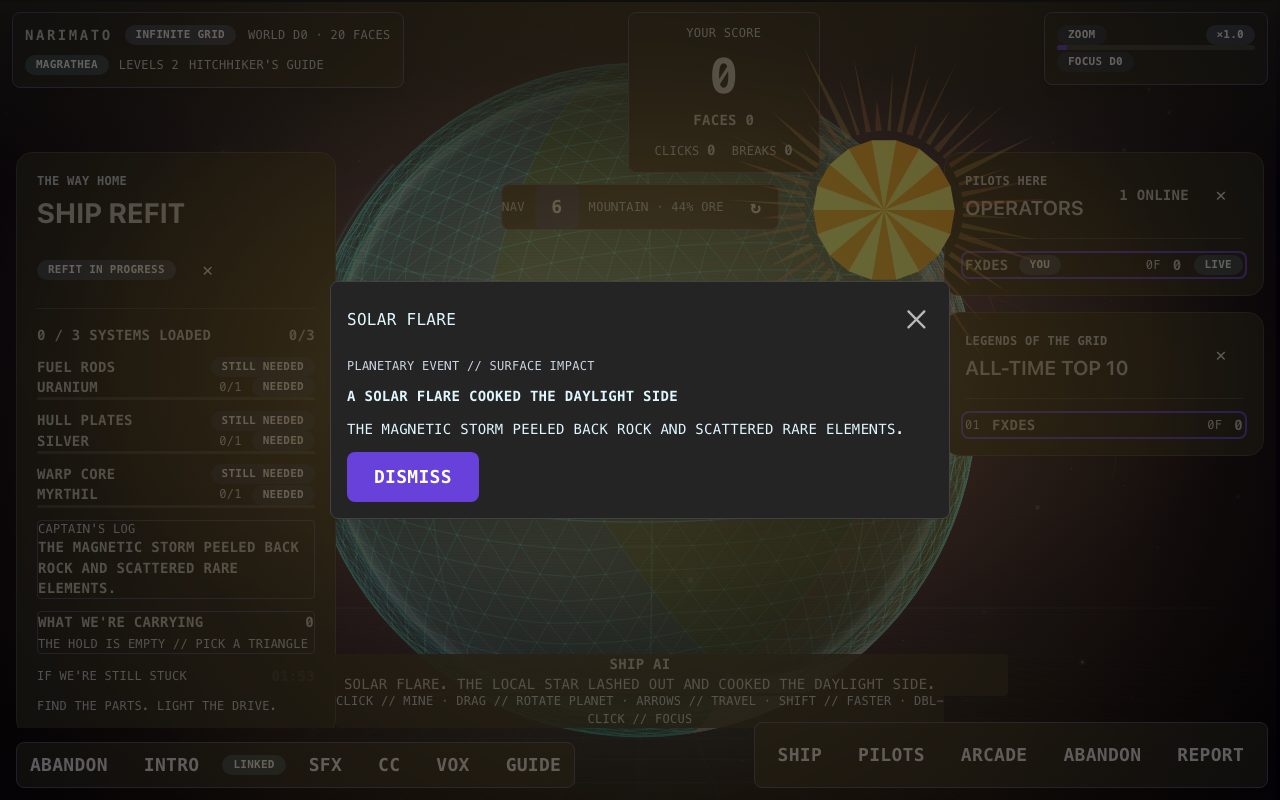 NARIMATO INFINITE GRID WORLD D0 · 20 FACES
MAGRATHEA LEVELS 2 HITCHHIKER'S GUIDE
YOUR SCORE
0
FACES 0
CLICKS 0 BREAKS 0
ZOOM ×1.0
FOCUS D0
NAV 6 MOUNTAIN · 44% ORE ↻
THE WAY HOME
SHIP REFIT
REFIT IN PROGRESS ×
0 / 3 SYSTEMS LOADED 0/3
FUEL RODS STILL NEEDED
URANIUM 0/1 NEEDED
HULL PLATES STILL NEEDED
SILVER 0/1 NEEDED
WARP CORE STILL NEEDED
MYRTHIL 0/1 NEEDED
CAPTAIN'S LOG
THE MAGNETIC STORM PEELED BACK
ROCK AND SCATTERED RARE
ELEMENTS.
WHAT WE'RE CARRYING 0
THE HOLD IS EMPTY // PICK A TRIANGLE
IF WE'RE STILL STUCK 01:53
FIND THE PARTS. LIGHT THE DRIVE.
PILOTS HERE
OPERATORS
1 ONLINE ×
FXDES YOU 0F 0 LIVE
LEGENDS OF THE GRID
ALL-TIME TOP 10
×
01 FXDES 0F 0
SOLAR FLARE
PLANETARY EVENT // SURFACE IMPACT
A SOLAR FLARE COOKED THE DAYLIGHT SIDE
THE MAGNETIC STORM PEELED BACK ROCK AND SCATTERED RARE ELEMENTS.
DISMISS
SHIP AI
SOLAR FLARE. THE LOCAL STAR LASHED OUT AND COOKED THE DAYLIGHT SIDE.
CLICK // MINE · DRAG // ROTATE PLANET · ARROWS // TRAVEL · SHIFT // FASTER · DBL-
CLICK // FOCUS
ABANDON INTRO LINKED SFX CC VOX GUIDE
SHIP PILOTS ARCADE ABANDON REPORT